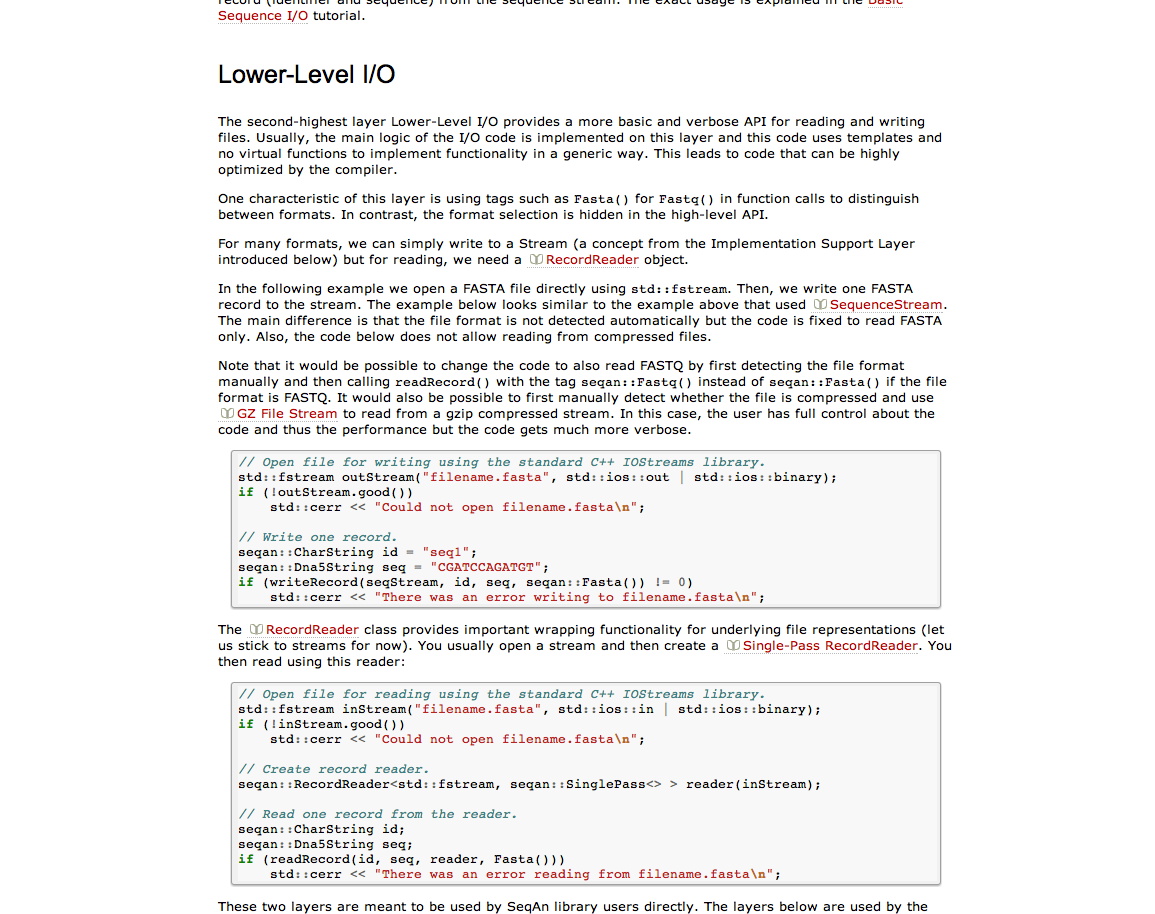 record (identifier and sequence) from the sequence stream. The exact usage is explained in the Basic
Sequence I/O tutorial.
Lower-Level I/O
The second-highest layer Lower-Level I/O provides a more basic and verbose API for reading and writing
files. Usually, the main logic of the I/O code is implemented on this layer and this code uses templates and
no virtual functions to implement functionality in a generic way. This leads to code that can be highly
optimized by the compiler.
One characteristic of this layer is using tags such as Fasta() for Fastq() in function calls to distinguish
between formats. In contrast, the format selection is hidden in the high-level API.
For many formats, we can simply write to a Stream (a concept from the Implementation Support Layer
introduced below) but for reading, we need a RecordReader object.
In the following example we open a FASTA file directly using std::fstream. Then, we write one FASTA
record to the stream. The example below looks similar to the example above that used SequenceStream.
The main difference is that the file format is not detected automatically but the code is fixed to read FASTA
only. Also, the code below does not allow reading from compressed files.
Note that it would be possible to change the code to also read FASTQ by first detecting the file format
manually and then calling readRecord() with the tag seqan::Fastq() instead of seqan::Fasta() if the file
format is FASTQ. It would also be possible to first manually detect whether the file is compressed and use
GZ File Stream to read from a gzip compressed stream. In this case, the user has full control about the
code and thus the performance but the code gets much more verbose.
// Open file for writing using the standard C++ IOStreams library.
std::fstream outStream("filename.fasta", std::ios::out | std::ios::binary);
if (!outStream.good())
    std::cerr << "Could not open filename.fasta\n";
// Write one record.
seqan::CharString id = "seq1";
seqan::Dna5String seq = "CGATCCAGATGT";
if (writeRecord(seqStream, id, seq, seqan::Fasta()) != 0)
    std::cerr << "There was an error writing to filename.fasta\n";
The RecordReader class provides important wrapping functionality for underlying file representations (let
us stick to streams for now). You usually open a stream and then create a Single-Pass RecordReader. You
then read using this reader:
// Open file for reading using the standard C++ IOStreams library.
std::fstream inStream("filename.fasta", std::ios::in | std::ios::binary);
if (!inStream.good())
    std::cerr << "Could not open filename.fasta\n";
// Create record reader.
seqan::RecordReader<std::fstream, seqan::SinglePass<> > reader(inStream);
// Read one record from the reader.
seqan::CharString id;
seqan::Dna5String seq;
if (readRecord(id, seq, reader, Fasta()))
    std::cerr << "There was an error reading from filename.fasta\n";
These two layers are meant to be used by SeqAn library users directly. The layers below are used by the